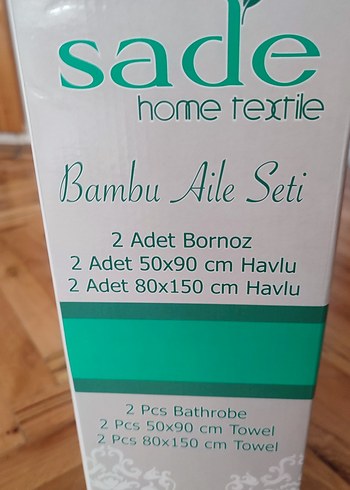 sade
home textile
Bambu Aile Seti
2 Adet Bornoz
2 Adet 50x90 cm Havlu
2 Adet 80x150 cm Havlu
2 Pcs Bathrobe
2 Pcs 50x90 cm Towel
2 Pcs 80x150 cm Towel